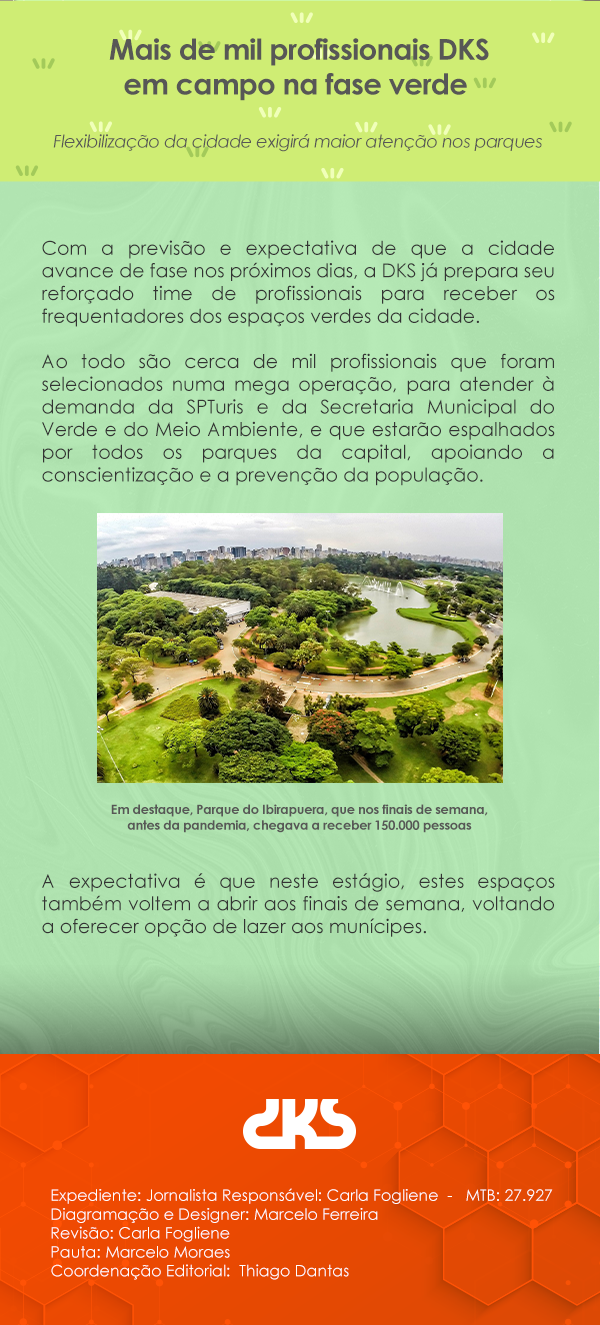 Mais de mil profissionais DKS
em campo na fase verde
Flexibilização da cidade exigirá maior atenção nos parques
Com a previsão e expectativa de que a cidade
avance de fase nos próximos dias, a DKS já prepara seu
reforçado time de profissionais para receber os
frequentadores dos espaços verdes da cidade.
Ao todo são cerca de mil profissionais que foram
selecionados numa mega operação, para atender à
demanda da SPTuris e da Secretaria Municipal do
Verde e do Meio Ambiente, e que estarão espalhados
por todos os parques da capital, apoiando a
conscientização e a prevenção da população.
Em destaque, Parque do Ibirapuera, que nos finais de semana,
antes da pandemia, chegava a receber 150.000 pessoas
A expectativa é que neste estágio, estes espaços
também voltem a abrir aos finais de semana, voltando
a oferecer opção de lazer aos munícipes.
DKS
Expediente: Jornalista Responsável: Carla Fogliene - MTB: 27.927
Diagramação e Designer: Marcelo Ferreira
Revisão: Carla Fogliene
Pauta: Marcelo Moraes
Coordenação Editorial: Thiago Dantas